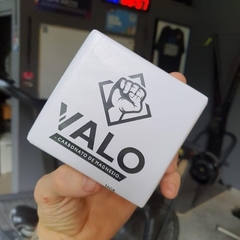 VALO
CARBONATO DE MAGNESIO.